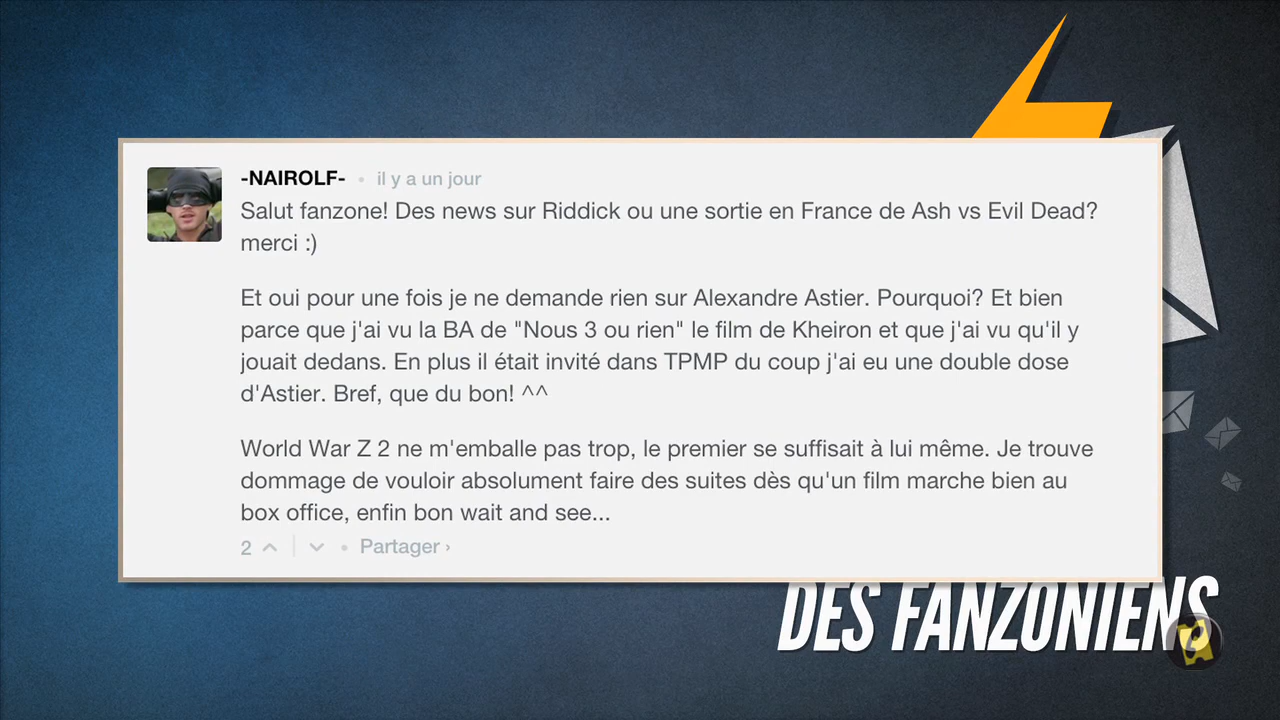 -NAIROLF- • il y a un jour
Salut fanzone! Des news sur Riddick ou une sortie en France de Ash vs Evil Dead?
merci :)
Et oui pour une fois je ne demande rien sur Alexandre Astier. Pourquoi? Et bien
parce que j'ai vu la BA de "Nous 3 ou rien" le film de Kheiron et que j'ai vu qu'il y
jouait dedans. En plus il était invité dans TPMP du coup j'ai eu une double dose
d'Astier. Bref, que du bon! ^^
World War Z 2 ne m'emballe pas trop, le premier se suffisait à lui même. Je trouve
dommage de vouloir absolument faire des suites dès qu'un film marche bien au
box office, enfin bon wait and see...
2 • Partager ›
DES FANZONIENS